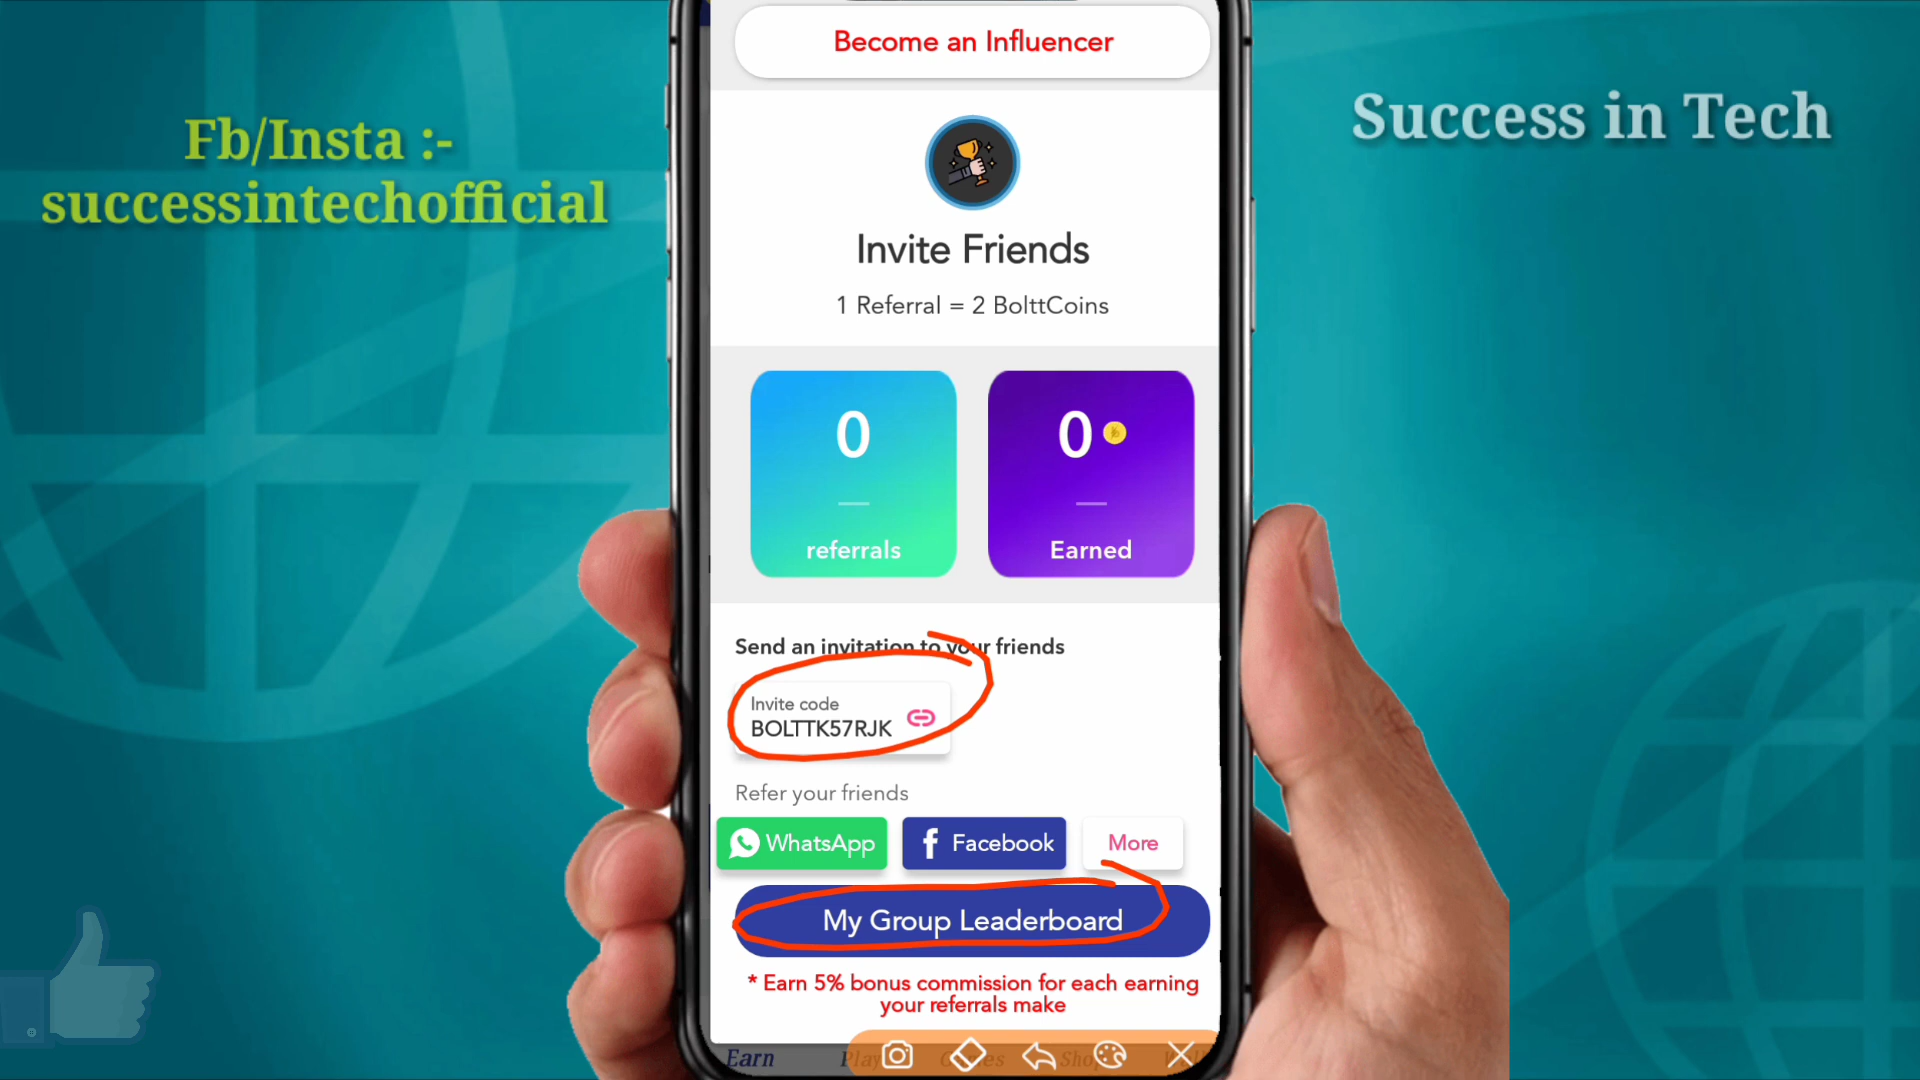 Become an Influencer
Fb/Insta :-
successintechofficial
Success in Tech
Invite Friends
1 Referral = 2 BolttCoins
0
referrals
0
Earned
Send an invitation to your friends
Invite code
BOLTTK57RJK
Refer your friends
WhatsApp
Facebook
More
My Group Leaderboard
* Earn 5% bonus commission for each earning
your referrals make
Earn